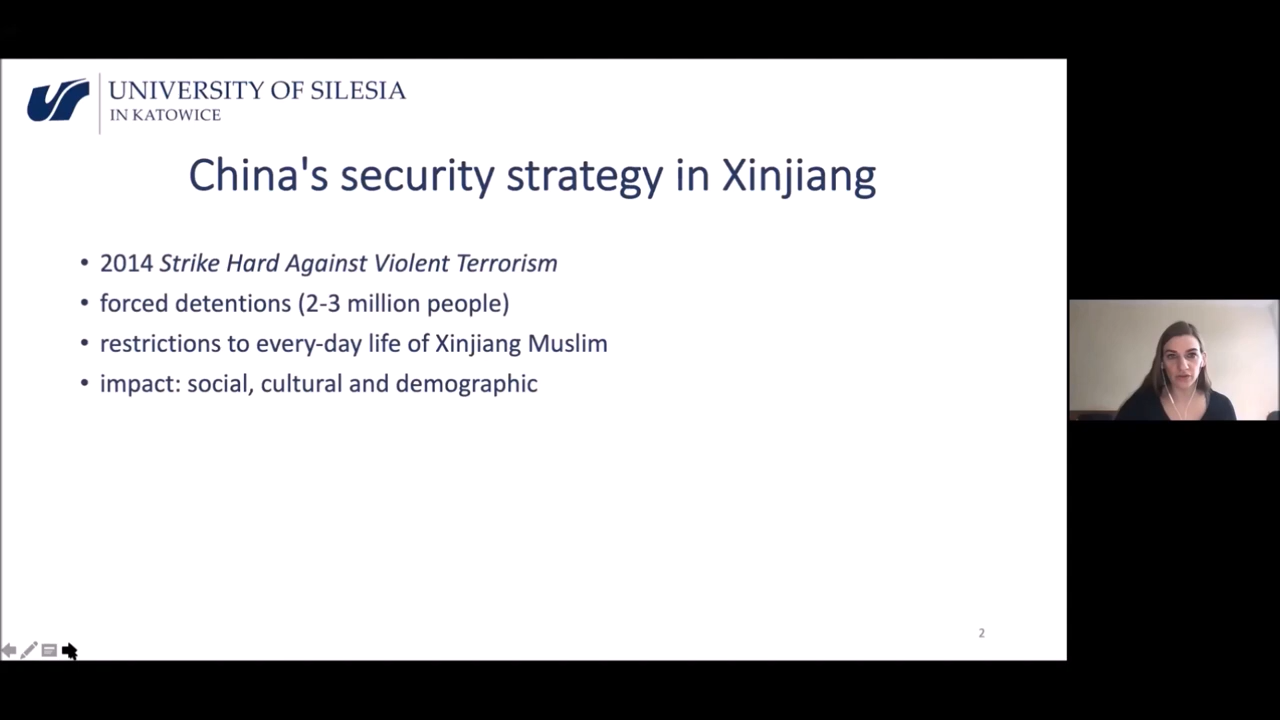 UNIVERSITY OF SILESIA
IN KATOWICE
China's security strategy in Xinjiang
• 2014 Strike Hard Against Violent Terrorism
• forced detentions (2-3 million people)
• restrictions to every-day life of Xinjiang Muslim
• impact: social, cultural and demographic
2